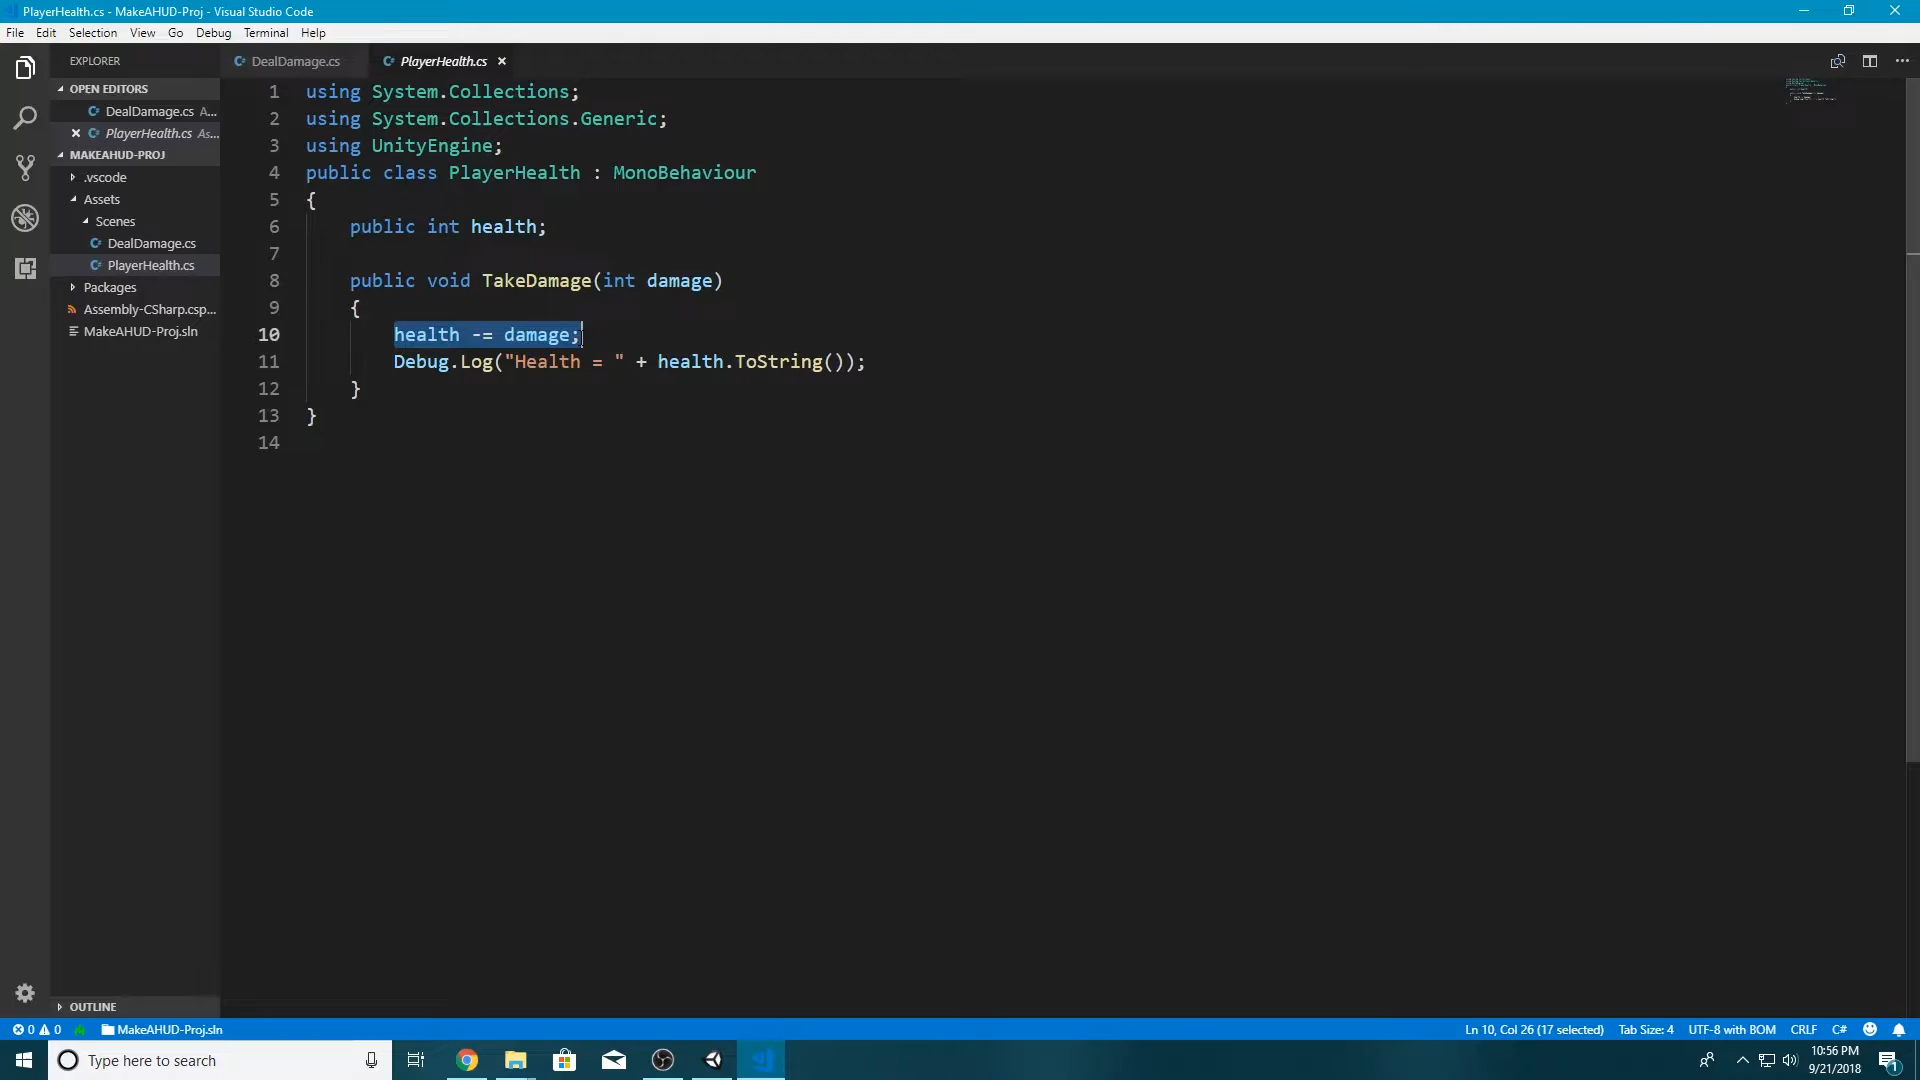 PlayerHealth.cs - MakeAHUD-Proj - Visual Studio Code
File Edit Selection View Go Debug Terminal Help
EXPLORER
OPEN EDITORS
DealDamage.cs A...
PlayerHealth.cs As...
MAKEAHUD-PROJ
.vscode
Assets
Scenes
DealDamage.cs
PlayerHealth.cs
Packages
Assembly-CSharp.csp...
MakeAHUD-Proj.sln
OUTLINE
DealDamage.cs PlayerHealth.cs
1 using System.Collections;
2 using System.Collections.Generic;
3 using UnityEngine;
4 public class PlayerHealth : MonoBehaviour
5 {
6 public int health;
7
8 public void TakeDamage(int damage)
9 {
10 health -= damage;
11 Debug.Log("Health = " + health.ToString());
12 }
13 }
14
0 0 MakeAHUD-Proj.sln Ln 10, Col 26 (17 selected) Tab Size: 4 UTF-8 with BOM CRLF C#
Type here to search
10:56 PM
9/21/2018
1